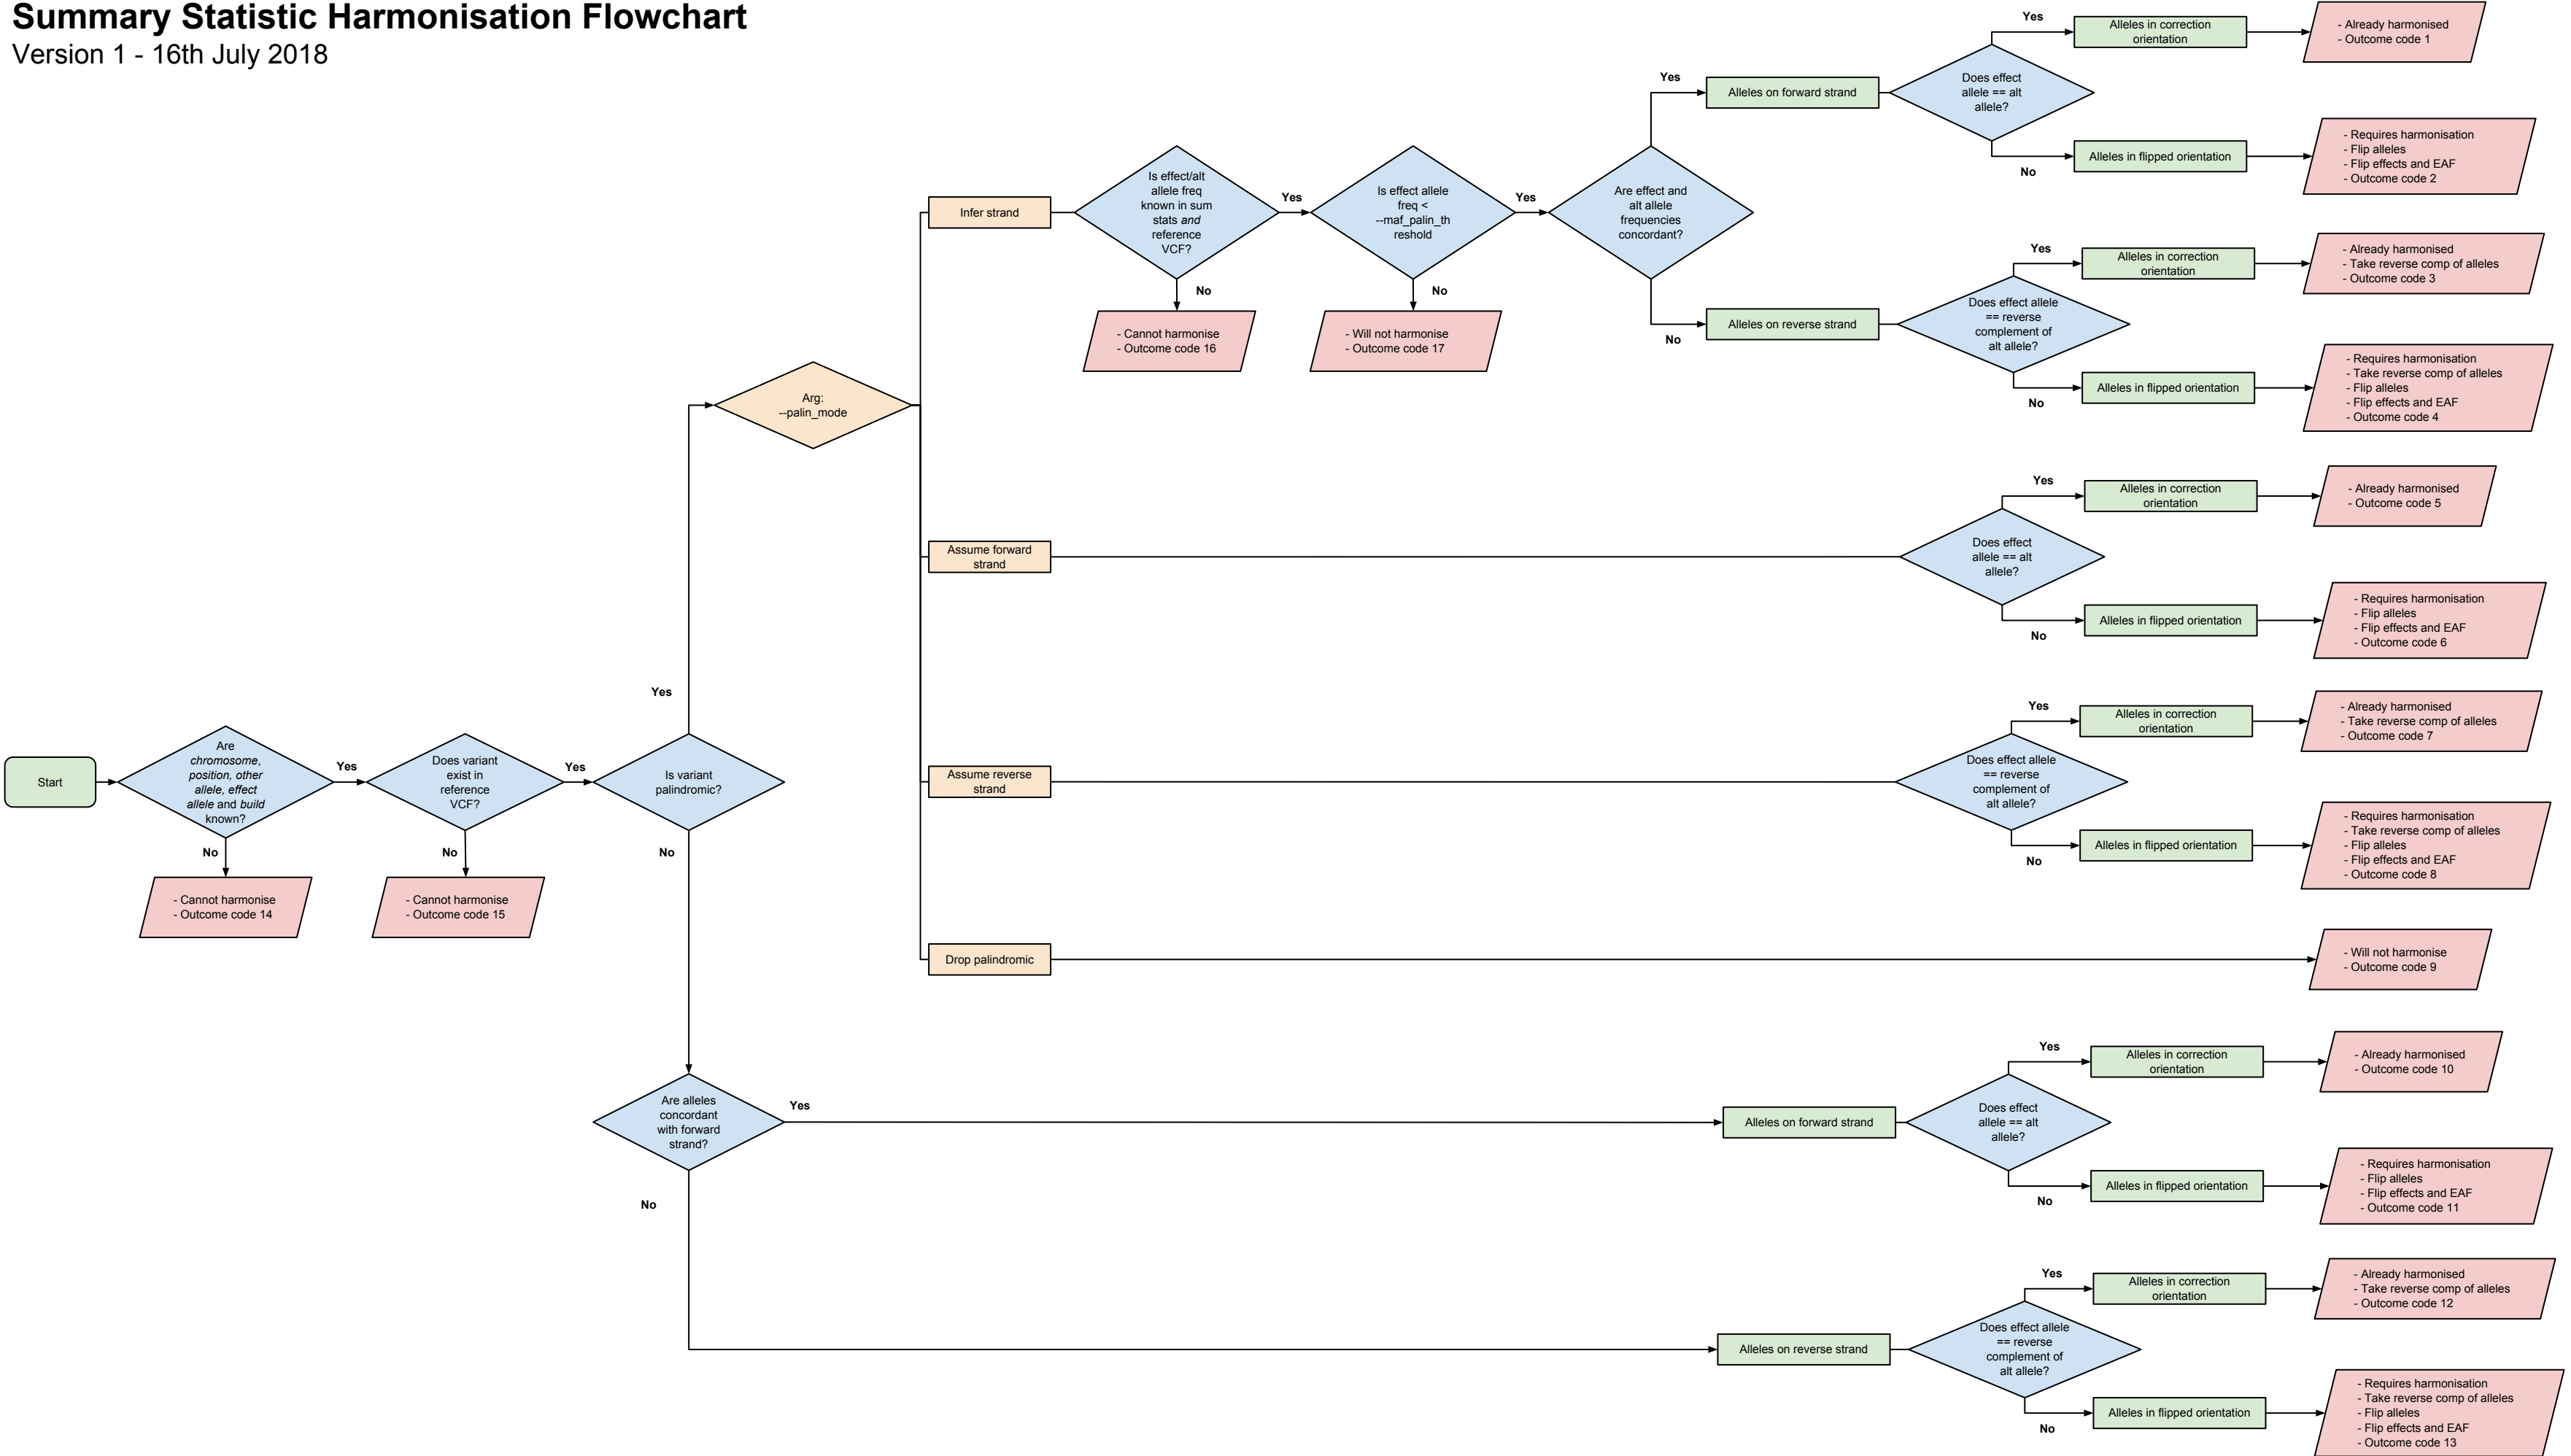 Summary Statistic Harmonisation Flowchart
Version 1 - 16th July 2018
Start
Are
chromosome,
position, other
allele, effect
allele and build
known?
Yes
No
- Cannot harmonise
- Outcome code 14
Does variant
exist in
reference
VCF?
Yes
No
- Cannot harmonise
- Outcome code 15
Is variant
palindromic?
Yes
No
Arg:
--palin_mode
Infer strand
Is effect/alt
allele freq
known in sum
stats and
reference
VCF?
Yes
No
- Cannot harmonise
- Outcome code 16
Is effect allele
freq <
--maf_palin_th
reshold
Yes
No
- Will not harmonise
- Outcome code 17
Are effect and
alt allele
frequencies
concordant?
Yes
Alleles on forward strand
Does effect
allele == alt
allele?
Yes
Alleles in correction
orientation
- Already harmonised
- Outcome code 1
No
Alleles in flipped orientation
- Requires harmonisation
- Flip alleles
- Flip effects and EAF
- Outcome code 2
No
Alleles on reverse strand
Does effect allele
== reverse
complement of
alt allele?
Yes
Alleles in correction
orientation
- Already harmonised
- Take reverse comp of alleles
- Outcome code 3
No
Alleles in flipped orientation
- Requires harmonisation
- Take reverse comp of alleles
- Flip alleles
- Flip effects and EAF
- Outcome code 4
Assume forward
strand
Does effect
allele == alt
allele?
Yes
Alleles in correction
orientation
- Already harmonised
- Outcome code 5
No
Alleles in flipped orientation
- Requires harmonisation
- Flip alleles
- Flip effects and EAF
- Outcome code 6
Assume reverse
strand
Does effect allele
== reverse
complement of
alt allele?
Yes
Alleles in correction
orientation
- Already harmonised
- Take reverse comp of alleles
- Outcome code 7
No
Alleles in flipped orientation
- Requires harmonisation
- Take reverse comp of alleles
- Flip alleles
- Flip effects and EAF
- Outcome code 8
Drop palindromic
- Will not harmonise
- Outcome code 9
Are alleles
concordant
with forward
strand?
Yes
Alleles on forward strand
Does effect
allele == alt
allele?
Yes
Alleles in correction
orientation
- Already harmonised
- Outcome code 10
No
Alleles in flipped orientation
- Requires harmonisation
- Flip alleles
- Flip effects and EAF
- Outcome code 11
No
Alleles on reverse strand
Does effect allele
== reverse
complement of
alt allele?
Yes
Alleles in correction
orientation
- Already harmonised
- Take reverse comp of alleles
- Outcome code 12
No
Alleles in flipped orientation
- Requires harmonisation
- Take reverse comp of alleles
- Flip alleles
- Flip effects and EAF
- Outcome code 13